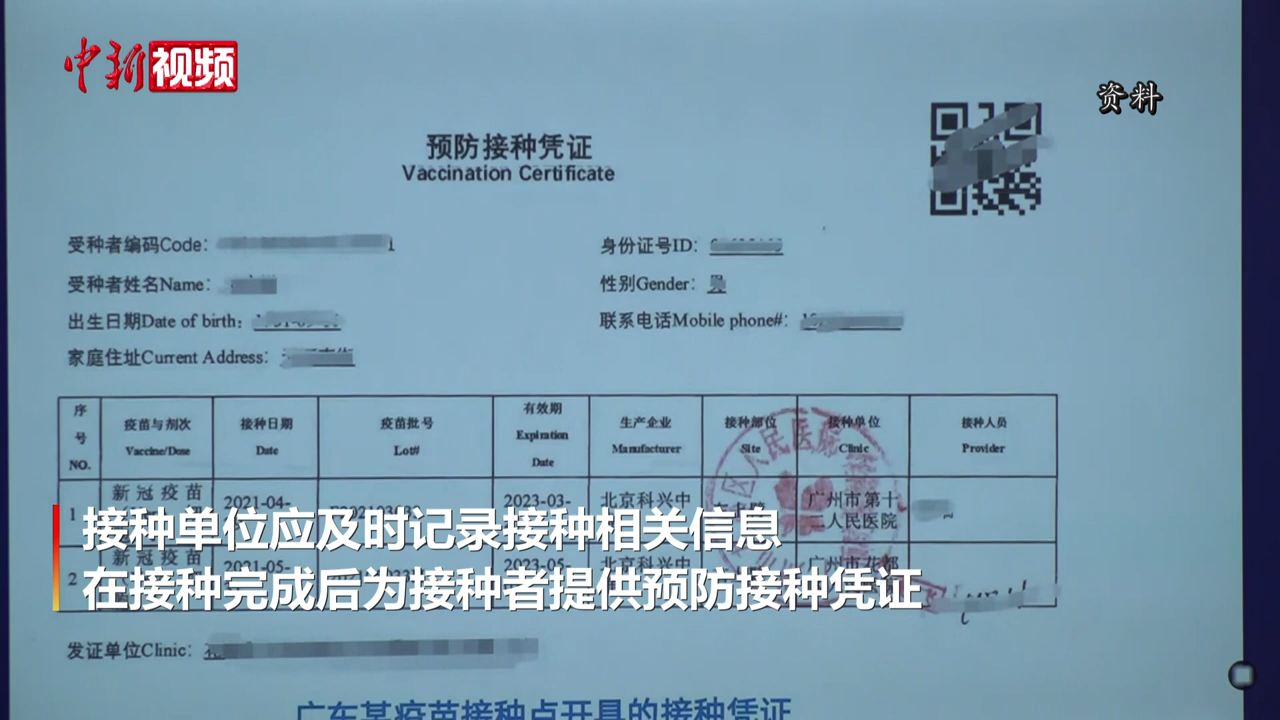 中新视频
资料
预防接种凭证
Vaccination Certificate
受种者编码Code：
身份证号ID：
受种者姓名Name：
性别Gender：
出生日期Date of birth：
联系电话Mobile phone#：
家庭住址Current Address：
序号 NO. 疫苗与剂次 Vaccine/Dose 接种日期 Date 疫苗批号 Lot# 有效期 Expiration Date 生产企业 Manufacturer 接种部位 Site 接种单位 Clinic 接种人员 Provider
1 新冠疫苗 2021-04- 2023-03- 北京科兴中 广州市第十二人民医院
2 新冠疫苗 2021-05- 2023-05- 北京科兴中 广州市花都
区人民医院
接种单位应及时记录接种相关信息
在接种完成后为接种者提供预防接种凭证
发证单位Clinic：
广东某疫苗接种点开具的接种凭证